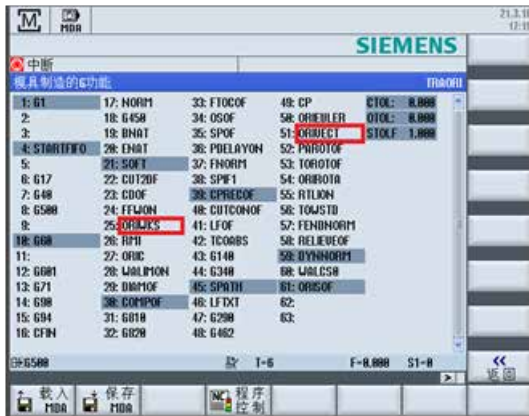 M
MDA
SIEMENS
中断
模具制造的G功能 TRAORI
1: G1 17: NORM 33: FTOCOF 49: CP CTOL: 0.000
2: 18: G450 34: OSOF 50: ORIEULER OTOL: 0.000
3: 19: BNAT 35: SPOF 51: ORIVECT STOLF 1.000
4: STARTFIFO 20: ENAT 36: PDELAYON 52: PAROTOF
5: 21: SOFT 37: FNORM 53: TOROTOF
6: G17 22: CUT2DF 38: SPIF1 54: ORIROTA
7: G40 23: CDOF 39: CPRECOF 55: RTLION
8: G500 24: FFWON 40: CUTCONOF 56: TOWSTD
9: 25: ORIWKS 41: LFOF 57: FENDNORM
10: G60 26: RMI 42: TCOABS 58: RELIEVEOF
11: 27: ORIC 43: G140 59: DYNNORM
12: G601 28: WALIMON 44: G340 60: WALCS0
13: G71 29: DIAMOF 45: SPATH 61: ORISOF
14: G90 30: COMPOF 46: LFTXT 62:
15: G94 31: G810 47: G290 63:
16: CFIN 32: G820 48: G462
G500 T=6 F=0.000 S1=0
返回
载入 MDA 保存 MDA NC 程序控制